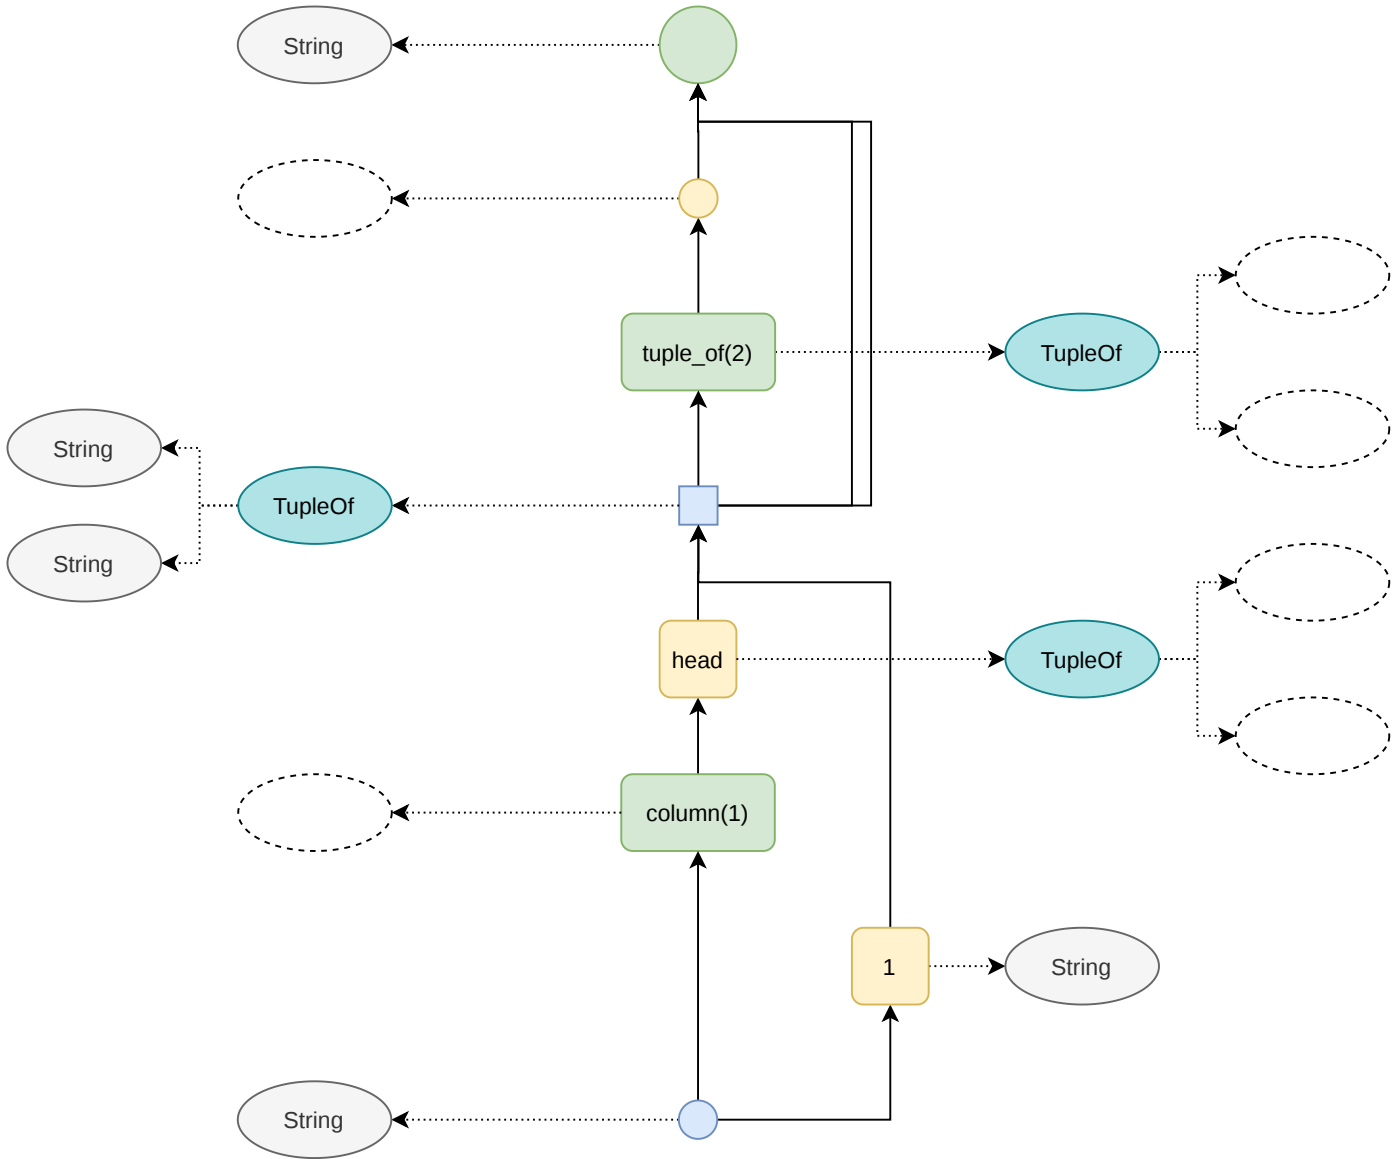 String
tuple_of(2)
TupleOf
String
TupleOf
String
head
TupleOf
column(1)
1
String
String